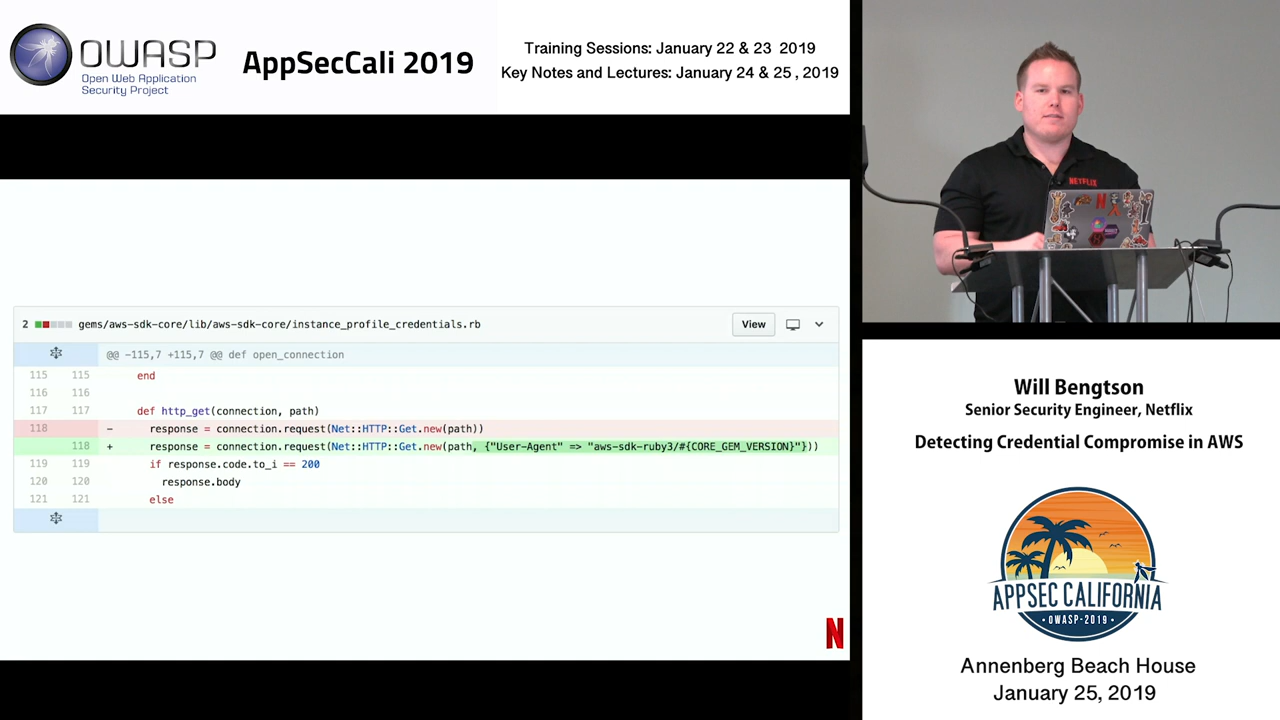 OWASP
Open Web Application
Security Project
AppSecCali 2019
Training Sessions: January 22 & 23 2019
Key Notes and Lectures: January 24 & 25 , 2019
2 gems/aws-sdk-core/lib/aws-sdk-core/instance_profile_credentials.rb View
@@ -115,7 +115,7 @@ def open_connection
115 115 end
116 116
117 117 def http_get(connection, path)
118 - response = connection.request(Net::HTTP::Get.new(path))
118 + response = connection.request(Net::HTTP::Get.new(path, {"User-Agent" => "aws-sdk-ruby3/#{CORE_GEM_VERSION}"}))
119 119 if response.code.to_i == 200
120 120 response.body
121 121 else
N
NETFLIX
N
Will Bengtson
Senior Security Engineer, Netflix
Detecting Credential Compromise in AWS
APPSEC CALIFORNIA
• OWASP-2019 •
Annenberg Beach House
January 25, 2019